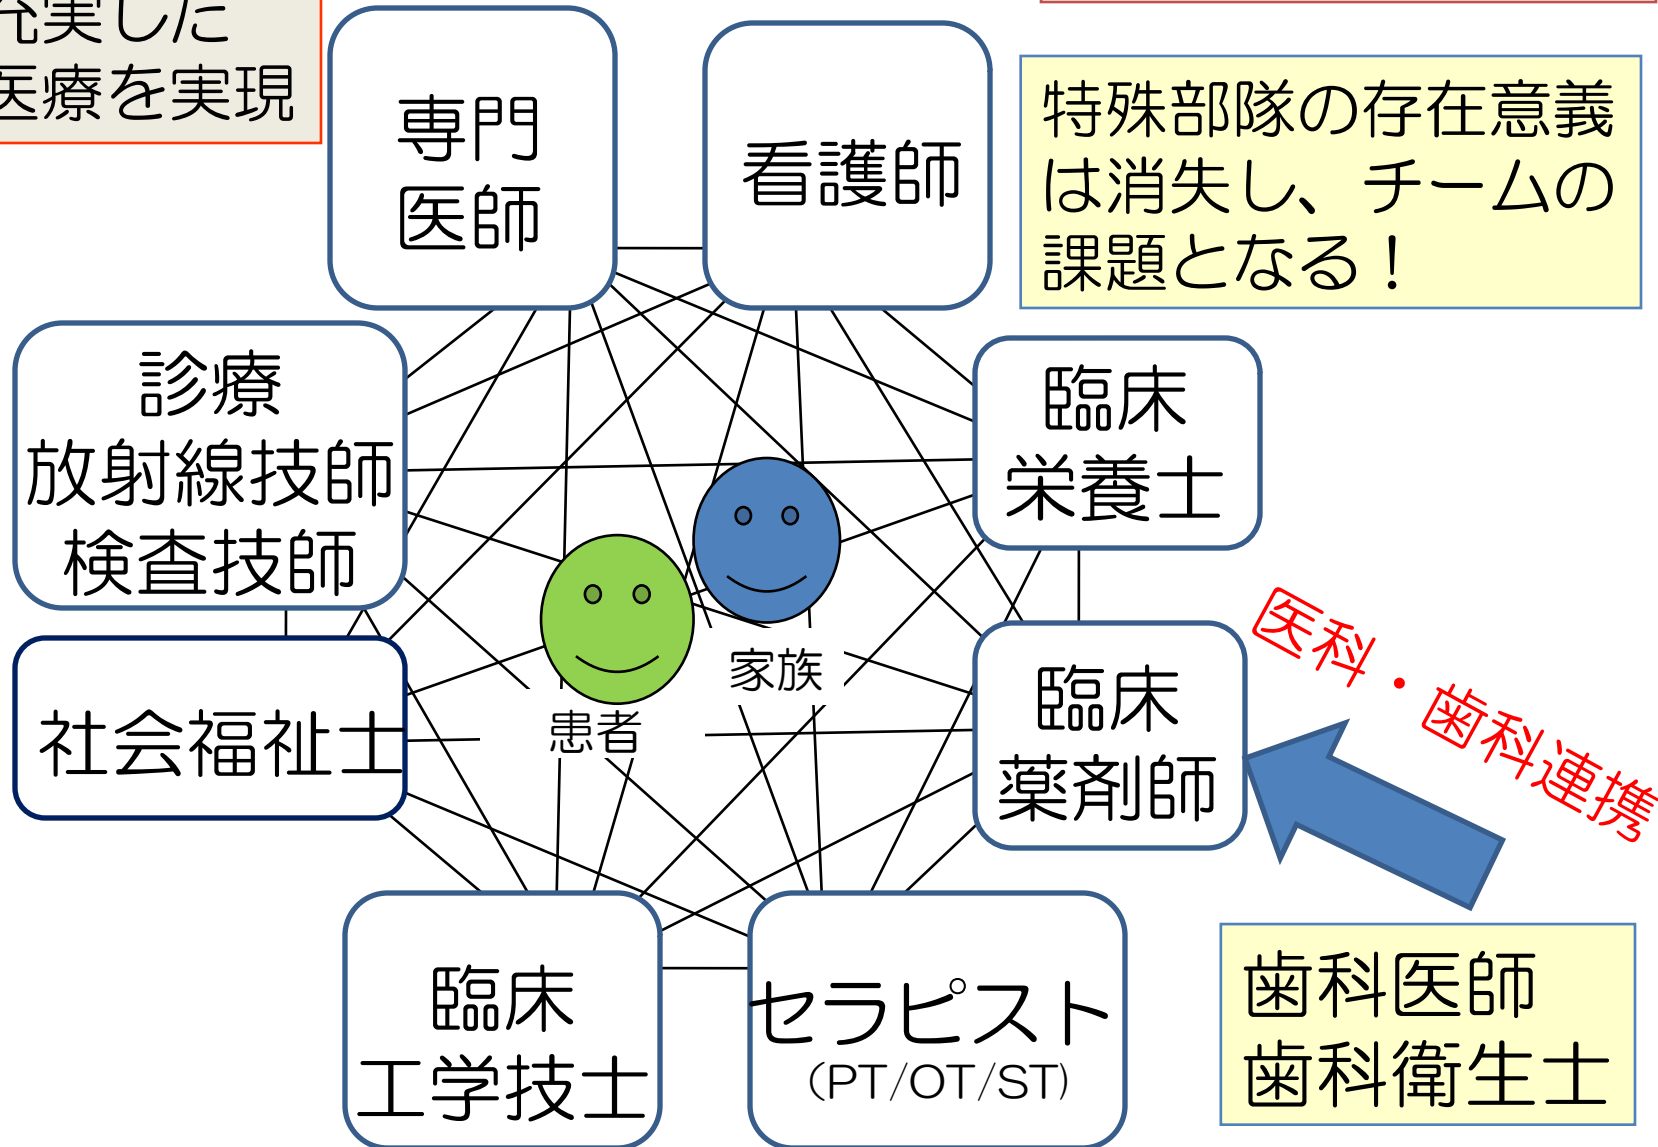 充実した
医療を実現
専門
医師
看護師
特殊部隊の存在意義
は消失し、チームの
課題となる！
診療
放射線技師
検査技師
臨床
栄養士
家族
患者
社会福祉士
臨床
薬剤師
医科・歯科連携
臨床
工学技士
セラピスト
(PT/OT/ST)
歯科医師
歯科衛生士